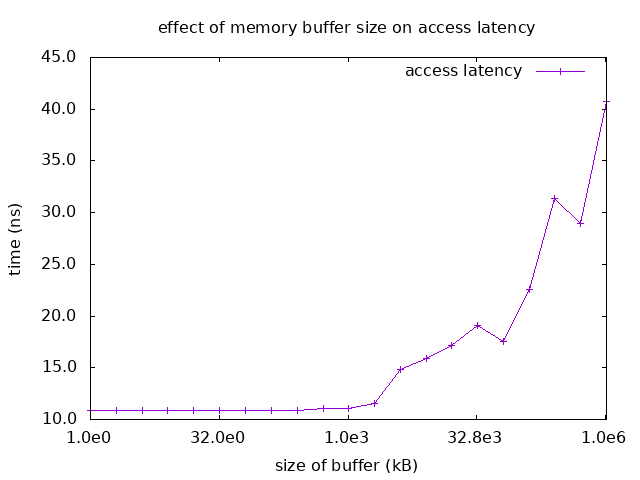 effect of memory buffer size on access latency
45.0
40.0
35.0
30.0
25.0
20.0
15.0
10.0
time (ns)
access latency
1.0e0 32.0e0 1.0e3 32.8e3 1.0e6
size of buffer (kB)